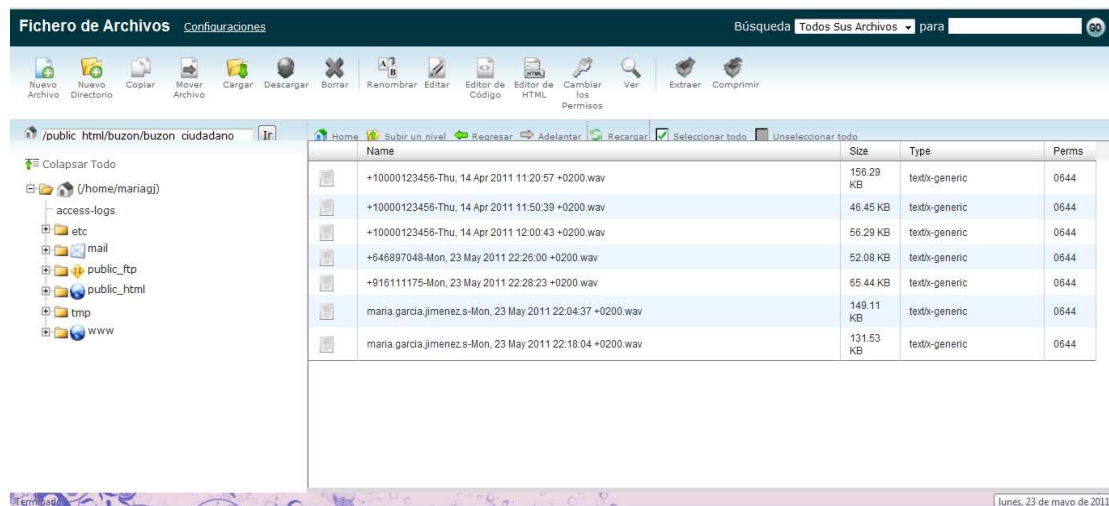 Fichero de Archivos Configuraciones Búsqueda Todos Sus Archivos para GO
Nuevo Archivo
Nuevo Directorio
Copiar
Mover Archivo
Cargar
Descargar
Borrar
Renombrar
Editar
Editor de Código
Editor de HTML
Cambiar los Permisos
Ver
Extraer
Comprimir
/public_html/buzon/buzon_ciudadano Ir
Home Subir un nivel Regresar Adelantar Recargar Seleccionar todo Unseleccionar todo
Colapsar Todo
(/home/mariagj)
access-logs
etc
mail
public_ftp
public_html
tmp
www
Name Size Type Perms
+10000123456-Thu, 14 Apr 2011 11:20:57 +0200.wav 156.29 KB text/x-generic 0644
+10000123456-Thu, 14 Apr 2011 11:50:39 +0200.wav 46.45 KB text/x-generic 0644
+10000123456-Thu, 14 Apr 2011 12:00:43 +0200.wav 56.29 KB text/x-generic 0644
+646897048-Mon, 23 May 2011 22:26:00 +0200.wav 52.08 KB text/x-generic 0644
+916111175-Mon, 23 May 2011 22:28:23 +0200.wav 65.44 KB text/x-generic 0644
maria.garcia.jimenez.s-Mon, 23 May 2011 22:04:37 +0200.wav 149.11 KB text/x-generic 0644
maria.garcia.jimenez.s-Mon, 23 May 2011 22:18:04 +0200.wav 131.53 KB text/x-generic 0644
Terminado
lunes, 23 de mayo de 2011